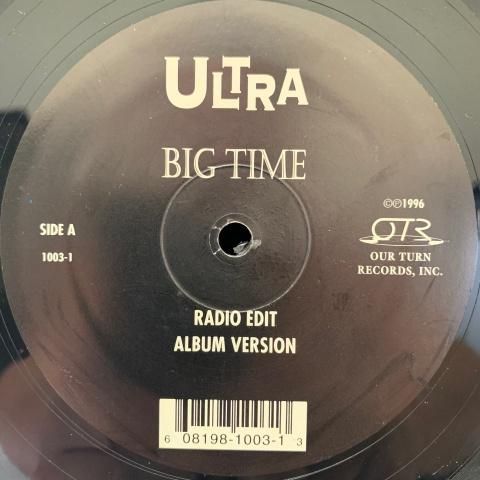 ULTRA
BIG TIME
©℗1996
SIDE A
OTR
1003-1
OUR TURN
RECORDS, INC.
RADIO EDIT
ALBUM VERSION
6 08198-1003-1 3